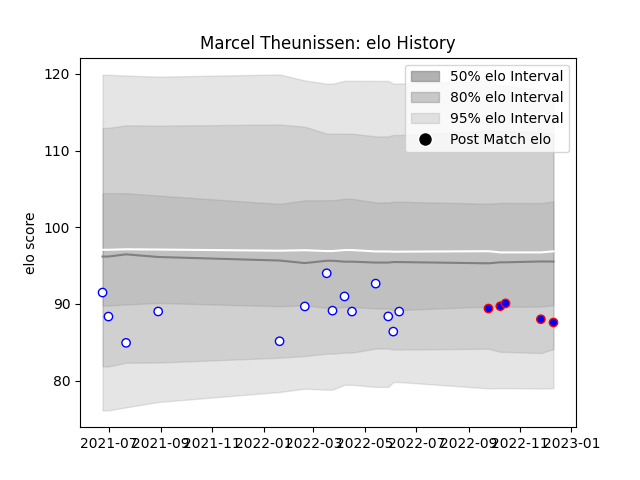 Marcel Theunissen: elo History
50% elo Interval
80% elo Interval
95% elo Interval
Post Match elo
elo score
120
110
100
90
80
2021-07 2021-09 2021-11 2022-01 2022-03 2022-05 2022-07 2022-09 2022-11 2023-01